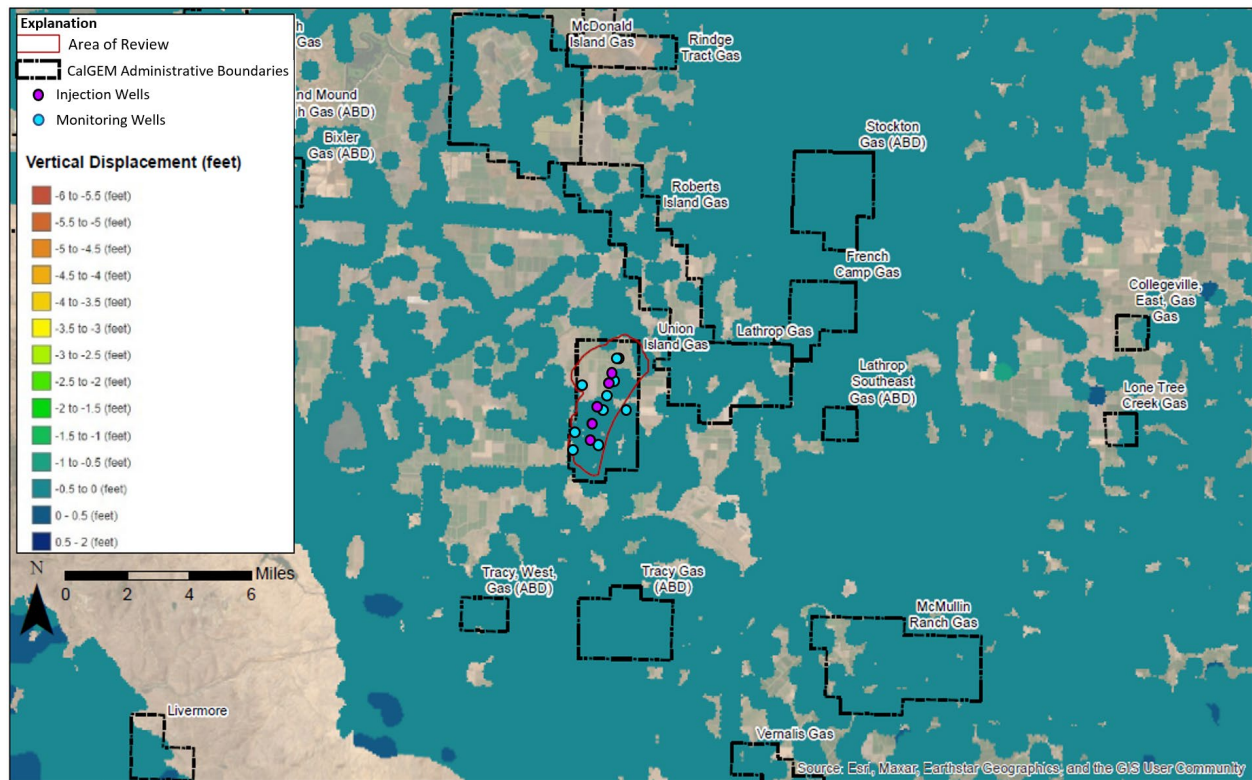 Explanation
Area of Review
CalGEM Administrative Boundaries
Injection Wells
Monitoring Wells
Vertical Displacement (feet)
-6 to -5.5 (feet)
-5.5 to -5 (feet)
-5 to -4.5 (feet)
-4.5 to -4 (feet)
-4 to -3.5 (feet)
-3.5 to -3 (feet)
-3 to -2.5 (feet)
-2.5 to -2 (feet)
-2 to -1.5 (feet)
-1.5 to -1 (feet)
-1 to -0.5 (feet)
-0.5 to 0 (feet)
0 - 0.5 (feet)
0.5 - 2 (feet)
N
Miles
0 2 4 6
h
Gas
nd Mound
gh Gas (ABD)
Bixler
Gas (ABD)
McDonald
Island Gas
Rindge
Tract Gas
Stockton
Gas (ABD)
Roberts
Island Gas
French
Camp Gas
Collegeville,
East, Gas
Gas
Union
Island Gas
Lathrop Gas
Lathrop
Southeast
Gas (ABD)
Lone Tree
Creek Gas
Tracy, West,
Gas (ABD)
Tracy Gas
(ABD)
McMullin
Ranch Gas
Livermore
Vernalis Gas
Source: Esri, Maxar, Earthstar Geographics, and the GIS User Community